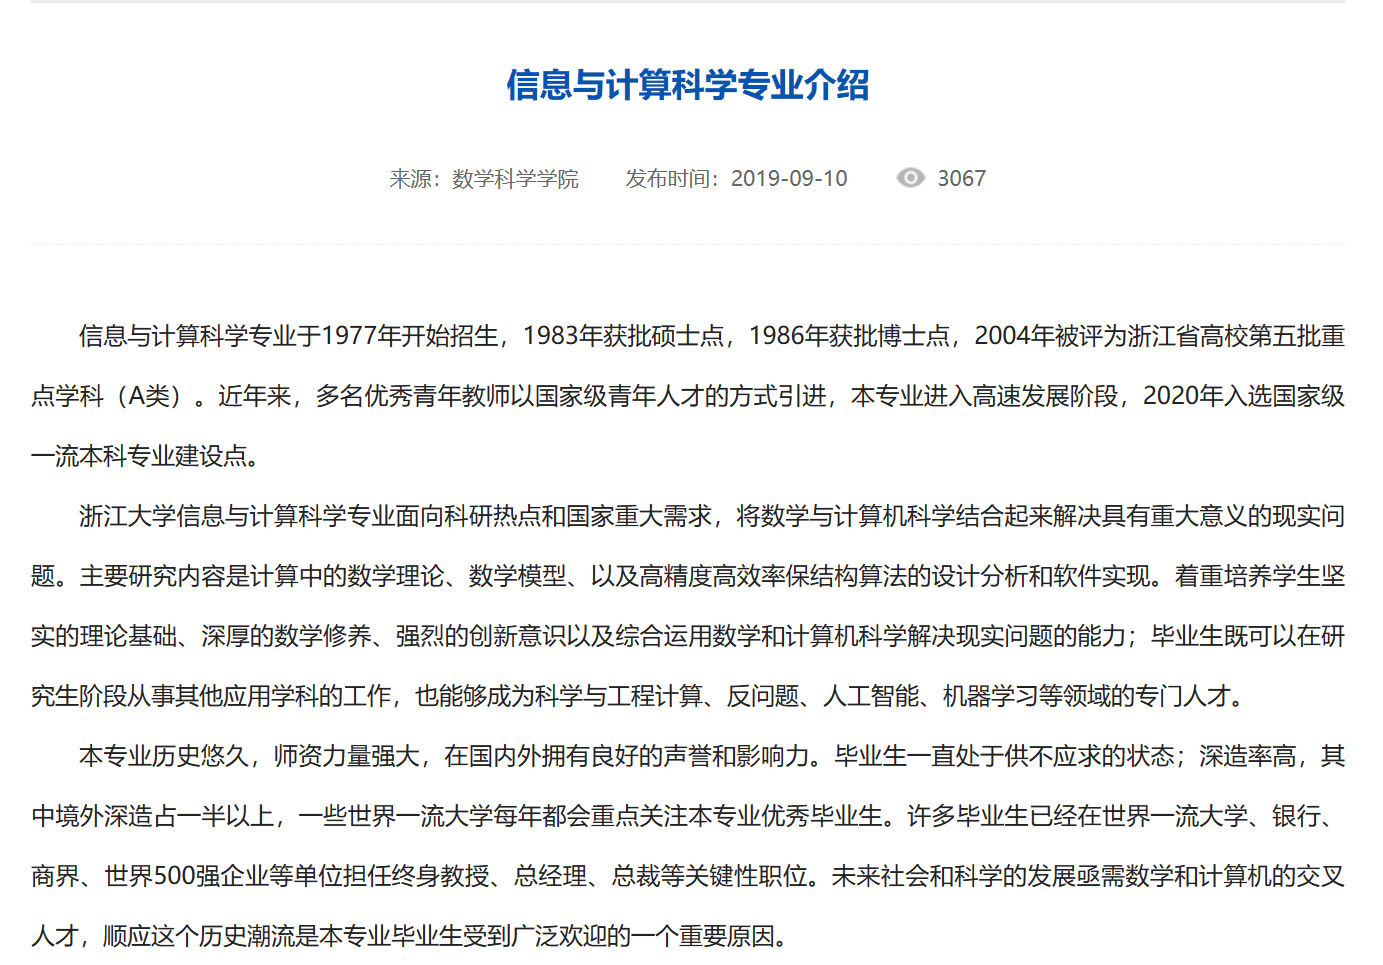 信息与计算科学专业介绍
来源：数学科学学院 发布时间：2019-09-10 3067
信息与计算科学专业于1977年开始招生，1983年获批硕士点，1986年获批博士点，2004年被评为浙江省高校第五批重
点学科（A类）。近年来，多名优秀青年教师以国家级青年人才的方式引进，本专业进入高速发展阶段，2020年入选国家级
一流本科专业建设点。
浙江大学信息与计算科学专业面向科研热点和国家重大需求，将数学与计算机科学结合起来解决具有重大意义的现实问
题。主要研究内容是计算中的数学理论、数学模型、以及高精度高效率保结构算法的设计分析和软件实现。着重培养学生坚
实的理论基础、深厚的数学修养、强烈的创新意识以及综合运用数学和计算机科学解决现实问题的能力；毕业生既可以在研
究生阶段从事其他应用学科的工作，也能够成为科学与工程计算、反问题、人工智能、机器学习等领域的专门人才。
本专业历史悠久，师资力量强大，在国内外拥有良好的声誉和影响力。毕业生一直处于供不应求的状态；深造率高，其
中境外深造占一半以上，一些世界一流大学每年都会重点关注本专业优秀毕业生。许多毕业生已经在世界一流大学、银行、
商界、世界500强企业等单位担任终身教授、总经理、总裁等关键性职位。未来社会和科学的发展亟需数学和计算机的交叉
人才，顺应这个历史潮流是本专业毕业生受到广泛欢迎的一个重要原因。